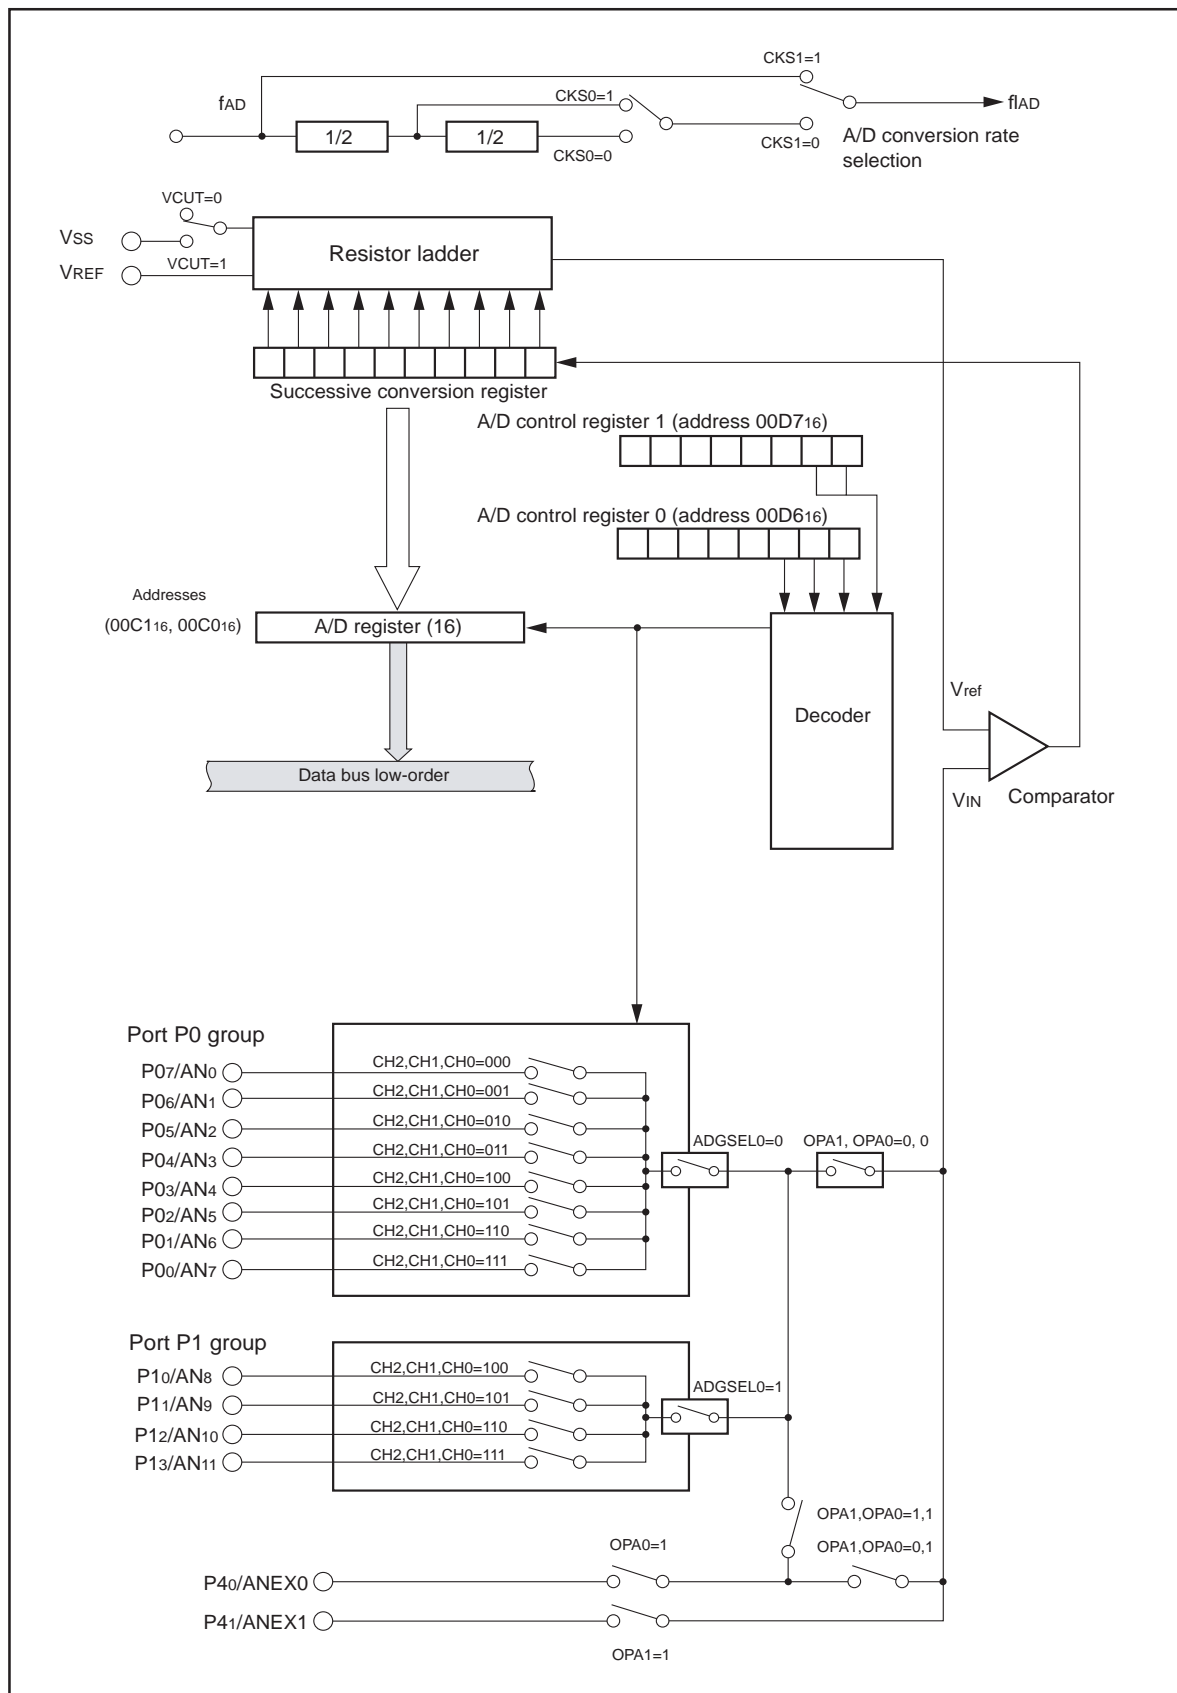 CKS1=1
fAD
CKS0=1
flAD
1/2
1/2
CKS0=0
CKS1=0
A/D conversion rate
selection
VCUT=0
VSS
Resistor ladder
VREF
VCUT=1
Successive conversion register
A/D control register 1 (address 00D716)
A/D control register 0 (address 00D616)
Addresses
(00C116, 00C016)
A/D register (16)
Vref
Decoder
Data bus low-order
VIN
Comparator
Port P0 group
P07/AN0
CH2,CH1,CH0=000
P06/AN1
CH2,CH1,CH0=001
P05/AN2
CH2,CH1,CH0=010
P04/AN3
CH2,CH1,CH0=011
ADGSEL0=0
OPA1, OPA0=0, 0
P03/AN4
CH2,CH1,CH0=100
P02/AN5
CH2,CH1,CH0=101
P01/AN6
CH2,CH1,CH0=110
P00/AN7
CH2,CH1,CH0=111
Port P1 group
P10/AN8
CH2,CH1,CH0=100
P11/AN9
CH2,CH1,CH0=101
ADGSEL0=1
P12/AN10
CH2,CH1,CH0=110
P13/AN11
CH2,CH1,CH0=111
OPA1,OPA0=1,1
OPA0=1
OPA1,OPA0=0,1
P40/ANEX0
P41/ANEX1
OPA1=1